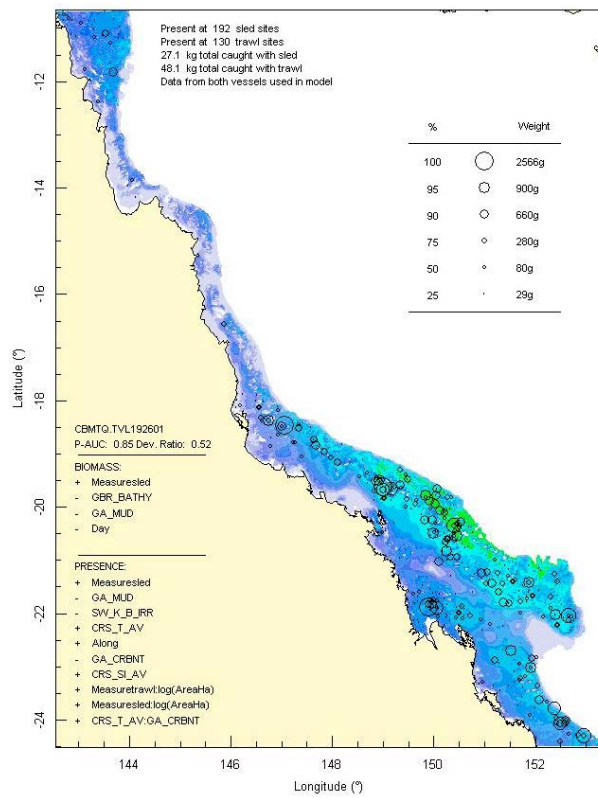 Present at 192 sled sites
Present at 130 trawl sites
27.1 kg total caught with sled
48.1 kg total caught with trawl
Data from both vessels used in model
% Weight
100 2566g
95 900g
90 660g
75 280g
50 80g
25 29g
-12
-14
-16
-18
-20
-22
-24
Latitude (°)
CBMTQ.TVL192601
P-AUC: 0.85 Dev. Ratio: 0.52
BIOMASS:
+ Measuresled
- GBR_BATHY
- GA_MUD
- Day
PRESENCE:
+ Measuresled
- GA_MUD
- SW_K_B_IRR
+ CRS_T_AV
+ Along
- GA_CRBNT
+ CRS_SI_AV
+ Measuretrawl:log(AreaHa)
+ Measuresled:log(AreaHa)
+ CRS_T_AV:GA_CRBNT
144 146 148 150 152
Longitude (°)